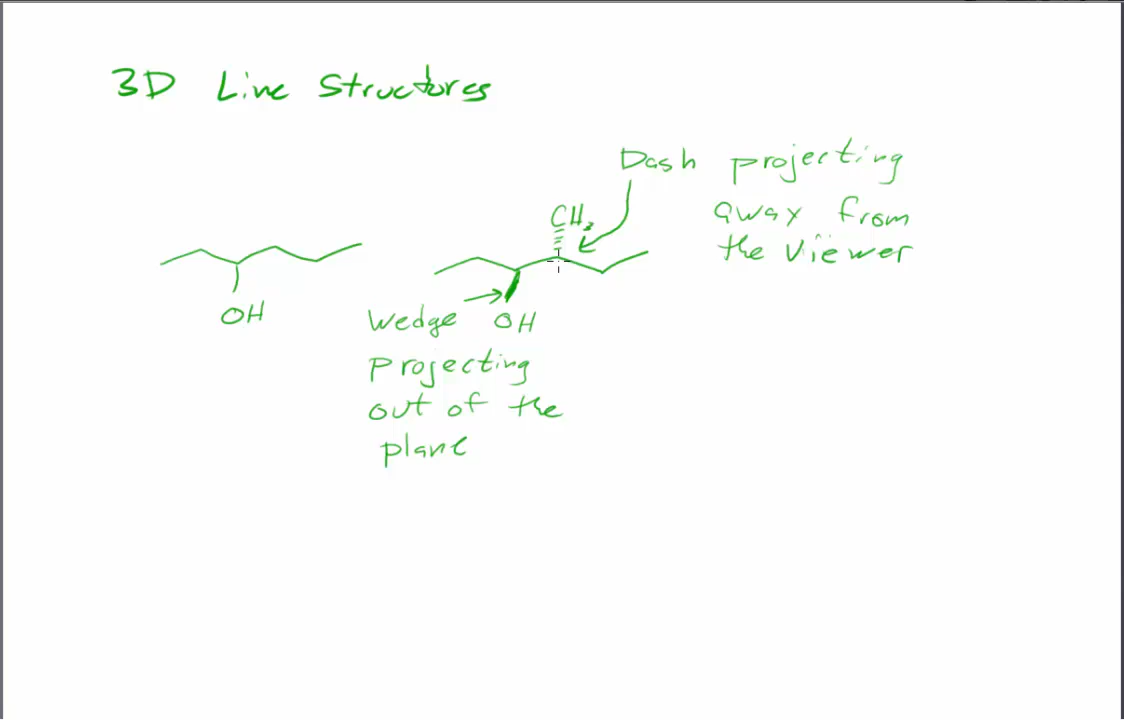 3D Line Structures
Dash projecting
away from
the viewer
CH₃
OH
Wedge OH
projecting
out of the
plane